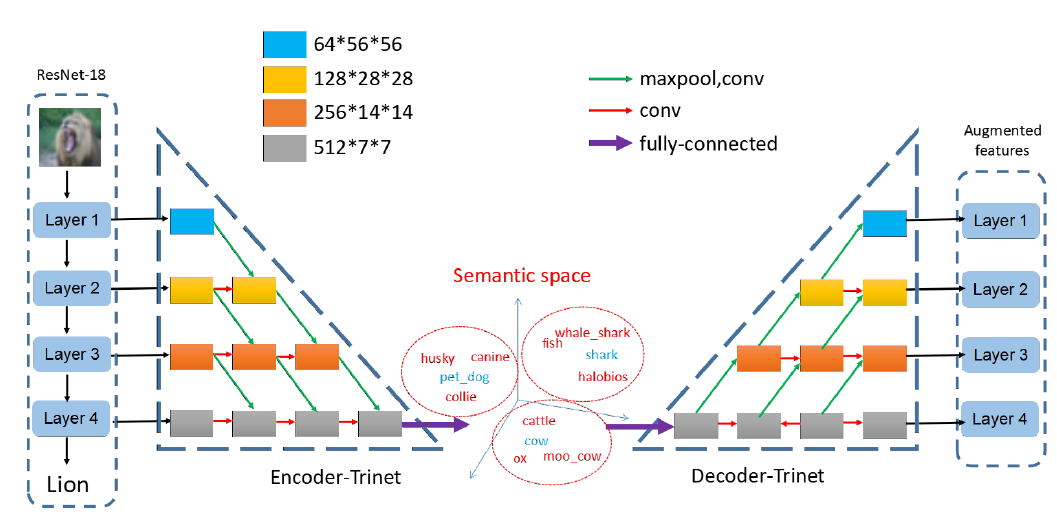 64*56*56
128*28*28
256*14*14
512*7*7
maxpool,conv
conv
fully-connected
ResNet-18
Layer 1
Layer 2
Layer 3
Layer 4
Lion
Encoder-Trinet
Semantic space
husky canine
pet_dog
collie
whale_shark
fish
shark
halobios
cattle
cow
ox moo_cow
Decoder-Trinet
Augmented
features
Layer 1
Layer 2
Layer 3
Layer 4